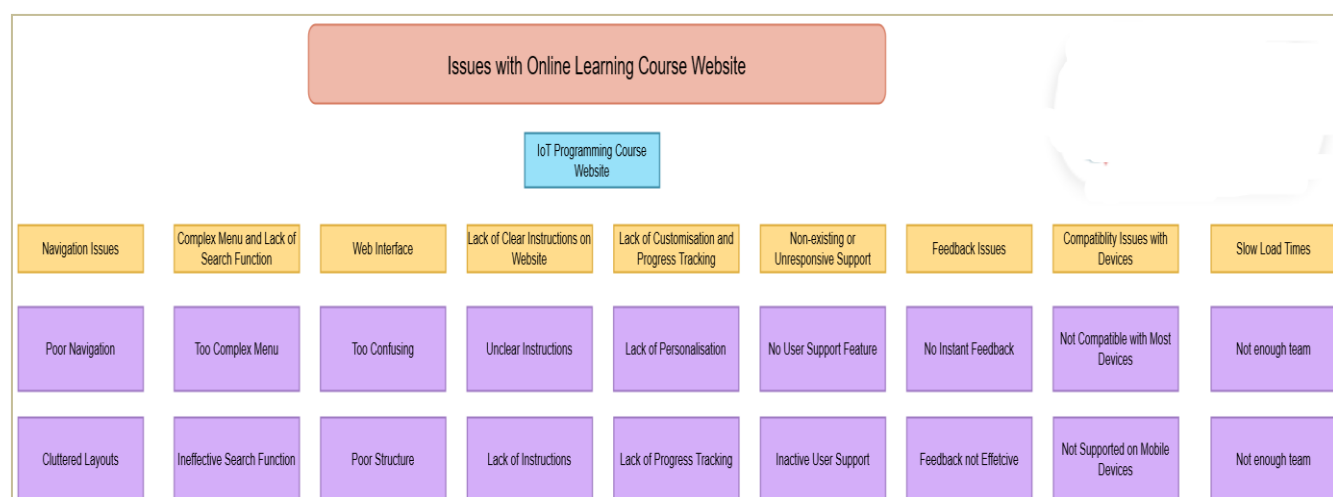 Issues with Online Learning Course Website
IoT Programming Course
Website
Navigation Issues
Complex Menu and Lack of
Search Function
Web Interface
Lack of Clear Instructions on
Website
Lack of Customisation and
Progress Tracking
Non-existing or
Unresponsive Support
Feedback Issues
Compatiblity Issues with
Devices
Slow Load Times
Poor Navigation
Too Complex Menu
Too Confusing
Unclear Instructions
Lack of Personalisation
No User Support Feature
No Instant Feedback
Not Compatible with Most
Devices
Not enough team
Cluttered Layouts
Ineffective Search Function
Poor Structure
Lack of Instructions
Lack of Progress Tracking
Inactive User Support
Feedback not Effetcive
Not Supported on Mobile
Devices
Not enough team